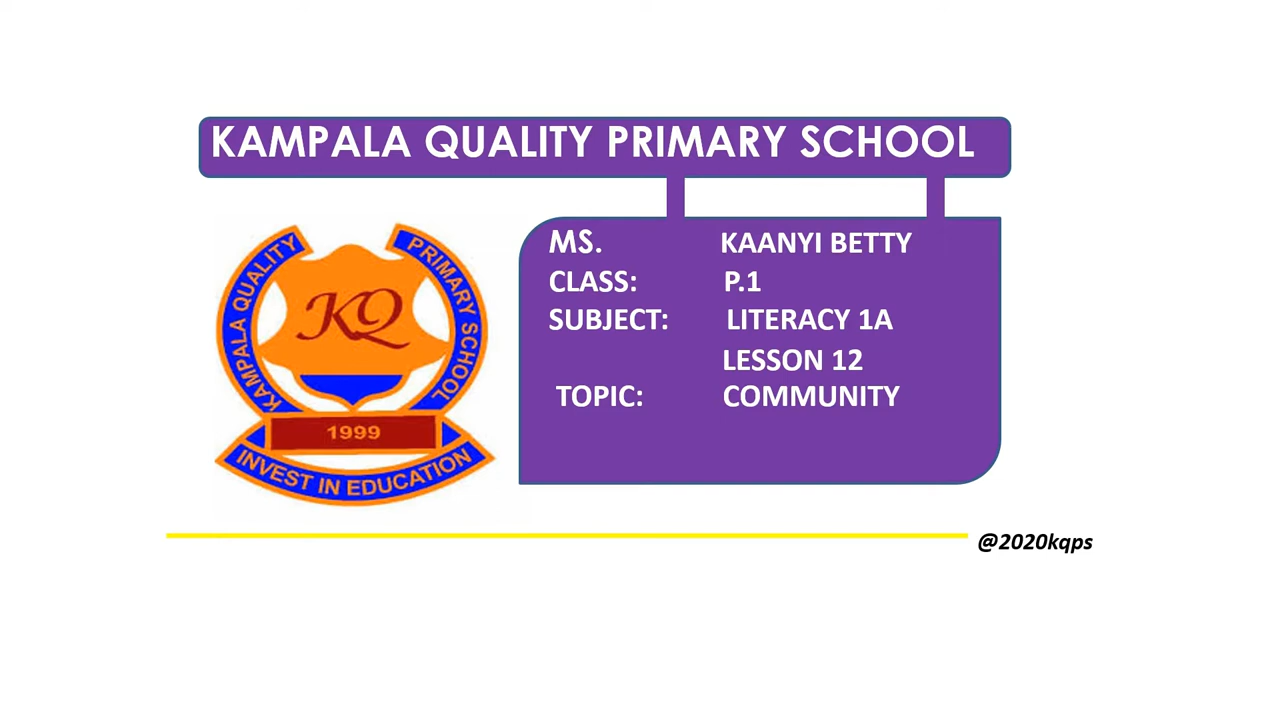 KAMPALA QUALITY PRIMARY SCHOOL
KAMPALA QUALITY PRIMARY SCHOOL
KQ
1999
INVEST IN EDUCATION
MS. KAANYI BETTY
CLASS: P.1
SUBJECT: LITERACY 1A
LESSON 12
TOPIC: COMMUNITY
@2020kqps